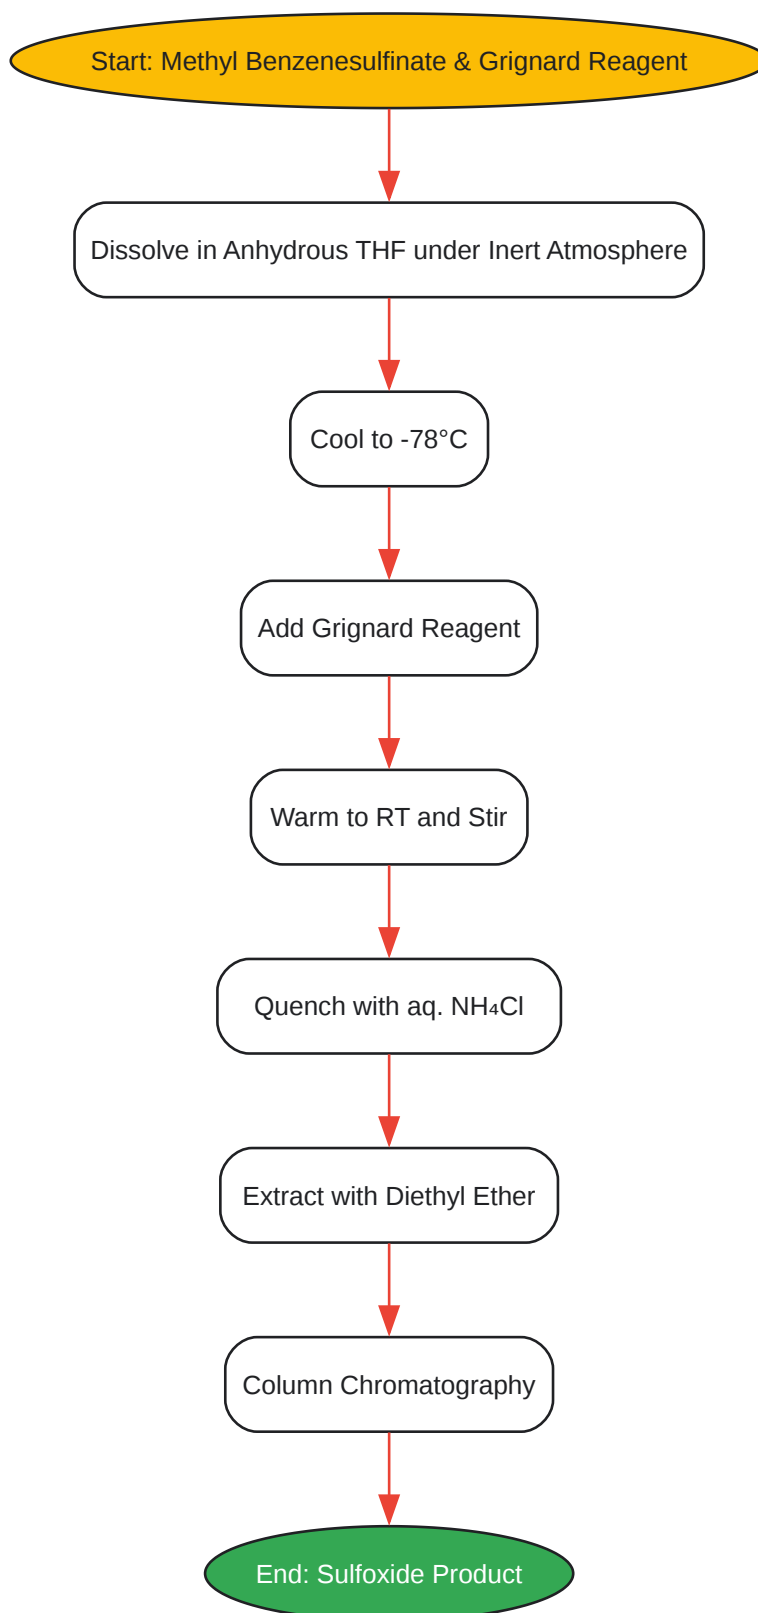 Start: Methyl Benzenesulfinate & Grignard Reagent
Dissolve in Anhydrous THF under Inert Atmosphere
Cool to -78°C
Add Grignard Reagent
Warm to RT and Stir
Quench with aq. NH₄Cl
Extract with Diethyl Ether
Column Chromatography
End: Sulfoxide Product